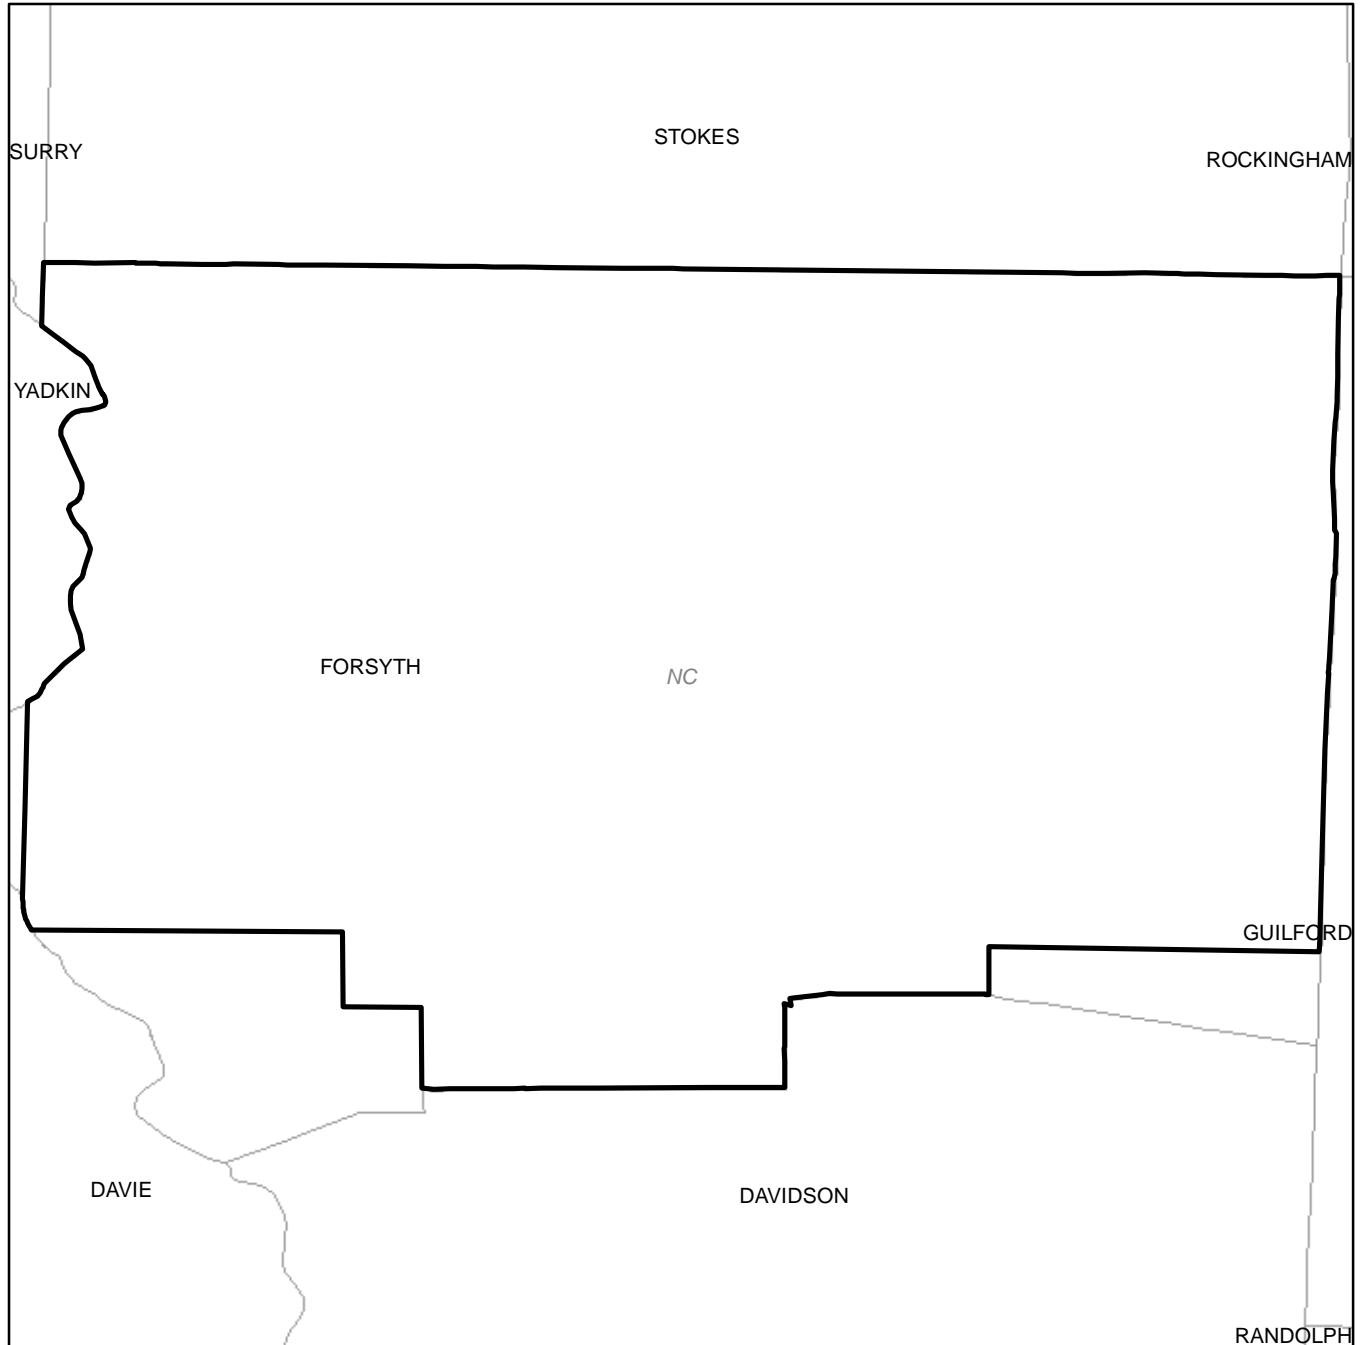 STOKES
SURRY
ROCKINGHAM
YADKIN
FORSYTH
NC
GUILFORD
DAVIE
DAVIDSON
RANDOLPH